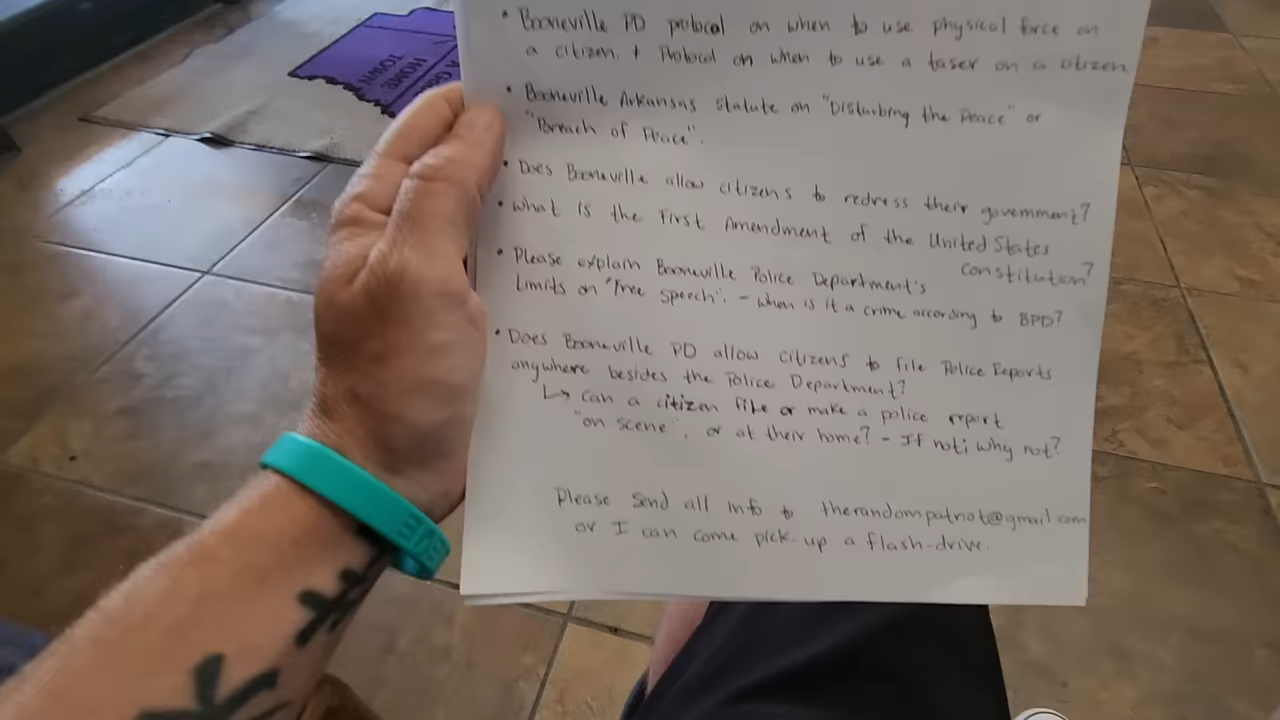 • Booneville PD protocol on when to use physical force on
a citizen. + Protocol on when to use a taser on a citizen.
• Booneville Arkansas statute on "Disturbing the Peace" or
"Breach of Peace".
• Does Booneville allow citizens to redress their government?
• What is the First Amendment of the United States
constitution?
• Please explain Booneville Police Department's
Limits on "Free speech". - When is it a crime according to BPD?
• Does Booneville PD allow citizens to file Police Reports
anywhere besides the Police Department?
↳ can a citizen file or make a police report
"on scene", or at their home? - If not; why not?
Please send all info to therandompatriot@gmail.com
or I can come pick-up a flash-drive.
HOME
TOWN